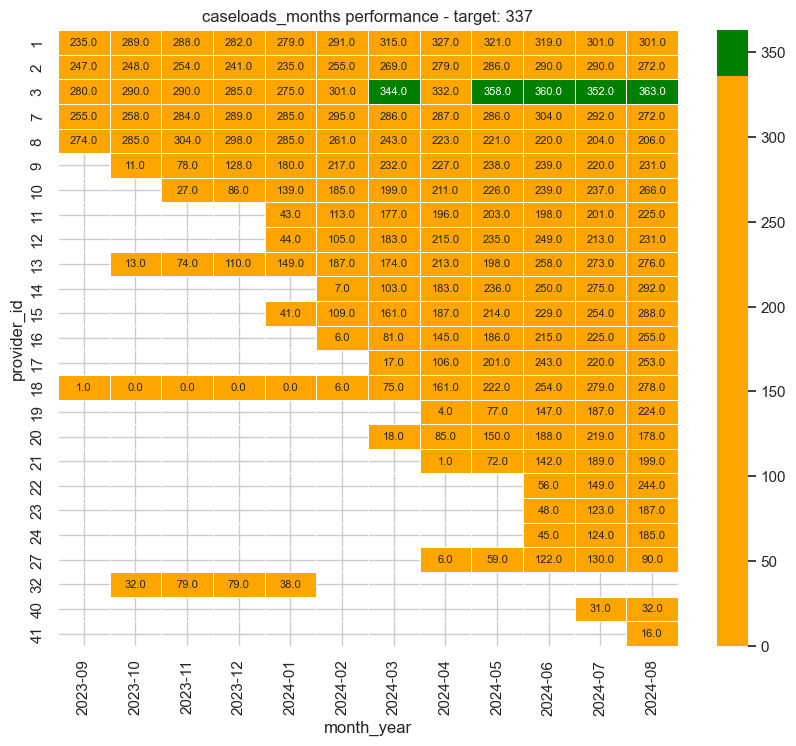 caseloads_months performance - target: 337
1 235.0 289.0 288.0 282.0 279.0 291.0 315.0 327.0 321.0 319.0 301.0 301.0
2 247.0 248.0 254.0 241.0 235.0 255.0 269.0 279.0 286.0 290.0 290.0 272.0
3 280.0 290.0 290.0 285.0 275.0 301.0 344.0 332.0 358.0 360.0 352.0 363.0
7 255.0 258.0 284.0 289.0 285.0 295.0 286.0 287.0 286.0 304.0 292.0 272.0
8 274.0 285.0 304.0 298.0 285.0 261.0 243.0 223.0 221.0 220.0 204.0 206.0
9 11.0 78.0 128.0 180.0 217.0 232.0 227.0 238.0 239.0 220.0 231.0
10 27.0 86.0 139.0 185.0 199.0 211.0 226.0 239.0 237.0 266.0
11 43.0 113.0 177.0 196.0 203.0 198.0 201.0 225.0
12 44.0 105.0 183.0 215.0 235.0 249.0 213.0 231.0
13 13.0 74.0 110.0 149.0 187.0 174.0 213.0 198.0 258.0 273.0 276.0
14 7.0 103.0 183.0 236.0 250.0 275.0 292.0
15 41.0 109.0 161.0 187.0 214.0 229.0 254.0 288.0
16 6.0 81.0 145.0 186.0 215.0 225.0 255.0
17 17.0 106.0 201.0 243.0 220.0 253.0
18 1.0 0.0 0.0 0.0 0.0 6.0 75.0 161.0 222.0 254.0 279.0 278.0
19 4.0 77.0 147.0 187.0 224.0
20 18.0 85.0 150.0 188.0 219.0 178.0
21 1.0 72.0 142.0 189.0 199.0
22 56.0 149.0 244.0
23 48.0 123.0 187.0
24 45.0 124.0 185.0
27 6.0 59.0 122.0 130.0 90.0
32 32.0 79.0 79.0 38.0
40 31.0 32.0
41 16.0
provider_id
2023-09 2023-10 2023-11 2023-12 2024-01 2024-02 2024-03 2024-04 2024-05 2024-06 2024-07 2024-08
month_year
350
300
250
200
150
100
50
0